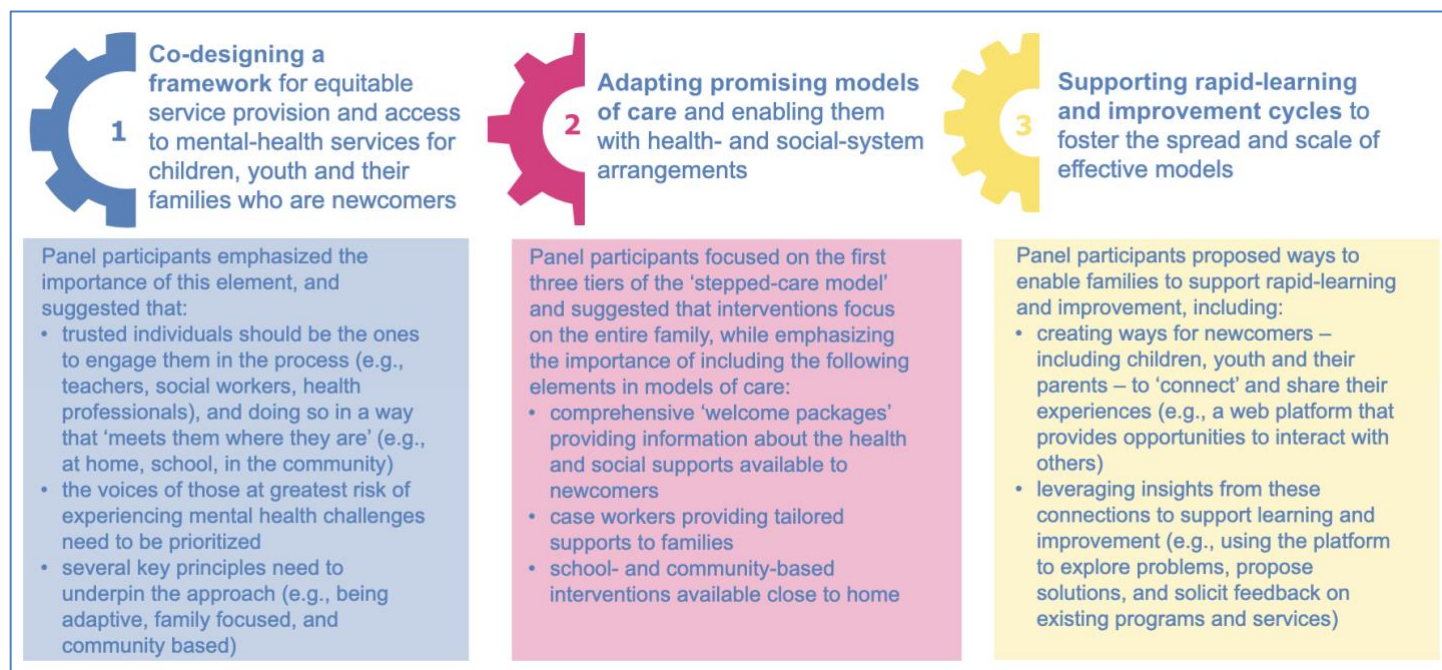 1
Co-designing a
framework for equitable
service provision and access
to mental-health services for
children, youth and their
families who are newcomers
Panel participants emphasized the
importance of this element, and
suggested that:
• trusted individuals should be the ones
to engage them in the process (e.g.,
teachers, social workers, health
professionals), and doing so in a way
that ‘meets them where they are’ (e.g.,
at home, school, in the community)
• the voices of those at greatest risk of
experiencing mental health challenges
need to be prioritized
• several key principles need to
underpin the approach (e.g., being
adaptive, family focused, and
community based)
2
Adapting promising models
of care and enabling them
with health- and social-system
arrangements
Panel participants focused on the first
three tiers of the ‘stepped-care model’
and suggested that interventions focus
on the entire family, while emphasizing
the importance of including the following
elements in models of care:
• comprehensive ‘welcome packages’
providing information about the health
and social supports available to
newcomers
• case workers providing tailored
supports to families
• school- and community-based
interventions available close to home
3
Supporting rapid-learning
and improvement cycles to
foster the spread and scale of
effective models
Panel participants proposed ways to
enable families to support rapid-learning
and improvement, including:
• creating ways for newcomers –
including children, youth and their
parents – to ‘connect’ and share their
experiences (e.g., a web platform that
provides opportunities to interact with
others)
• leveraging insights from these
connections to support learning and
improvement (e.g., using the platform
to explore problems, propose
solutions, and solicit feedback on
existing programs and services)